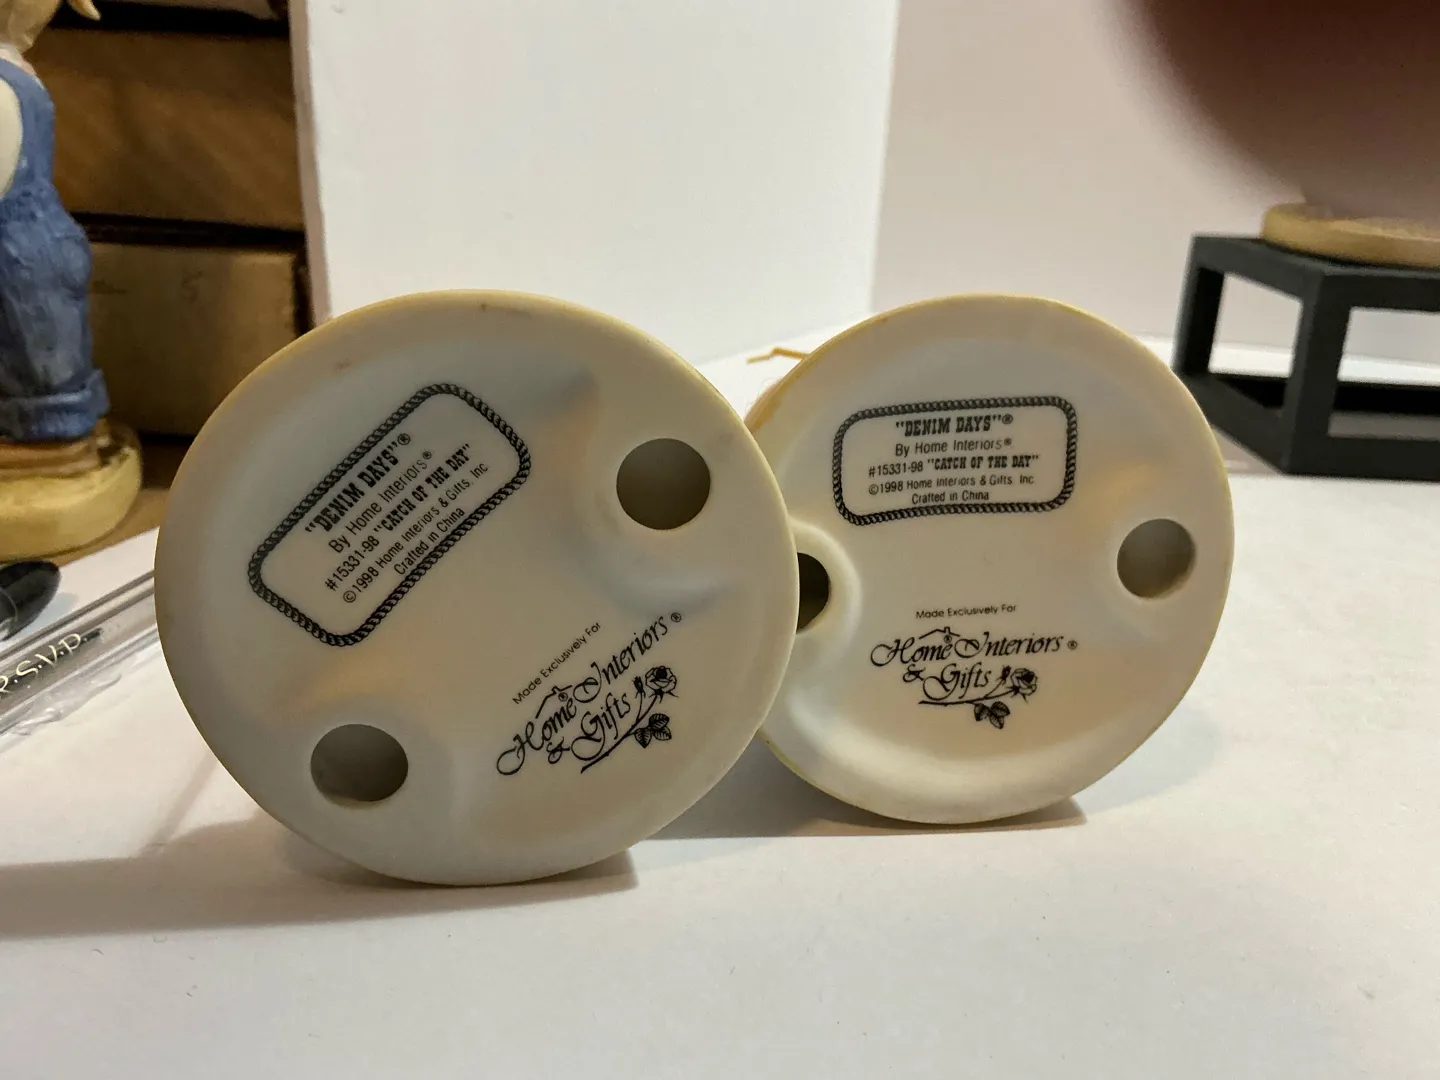 "DENIM DAYS"®
By Home Interiors®
#15331-98 "CATCH OF THE DAY"
©1998 Home Interiors & Gifts, Inc
Crafted in China
Made Exclusively For
Home Interiors®
& Gifts
"DENIM DAYS"®
By Home Interiors®
#15331-98 "CATCH OF THE DAY"
©1998 Home Interiors & Gifts, Inc.
Crafted in China
Made Exclusively For
Home Interiors®
& Gifts
R.S.V.P.